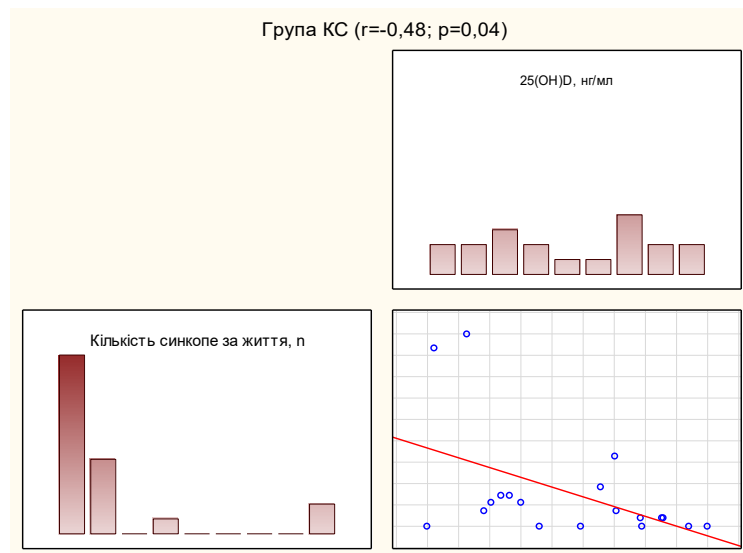 Група КС (r=-0,48; p=0,04)
25(OH)D, нг/мл
Кількість синкопе за життя, n